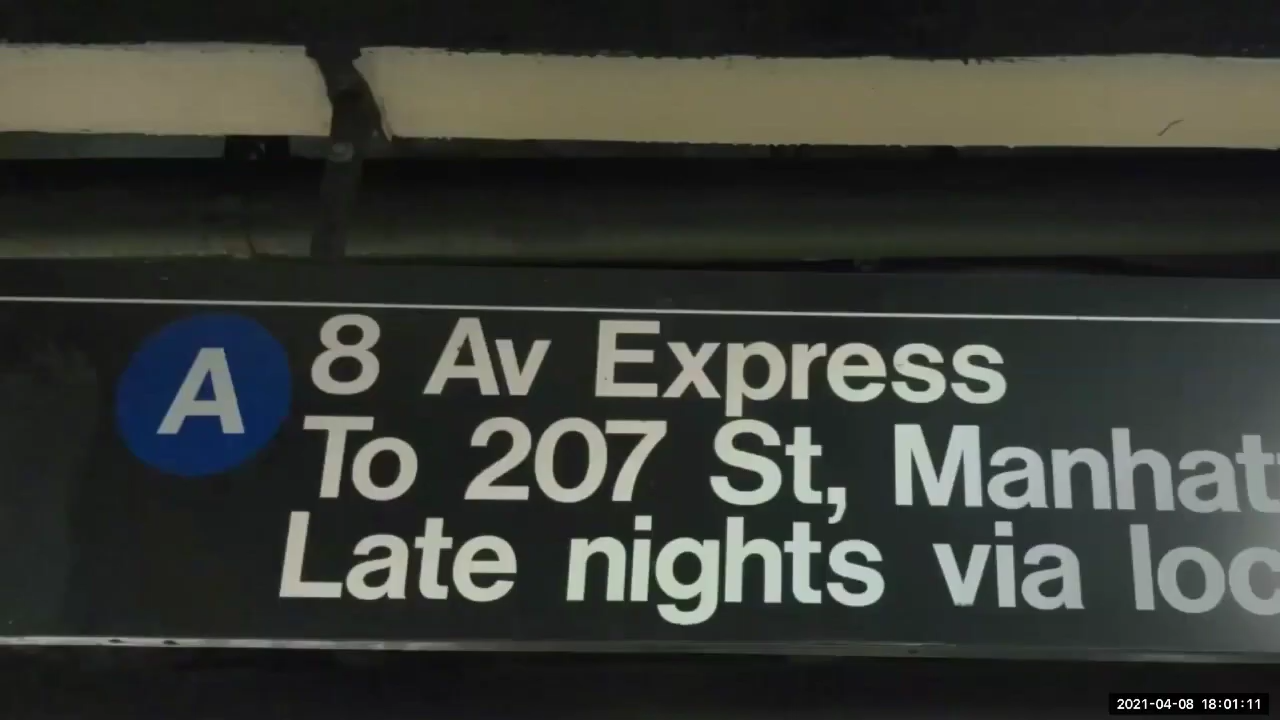 A 8 Av Express
To 207 St, Manhat
Late nights via loc
2021-04-08 18:01:11